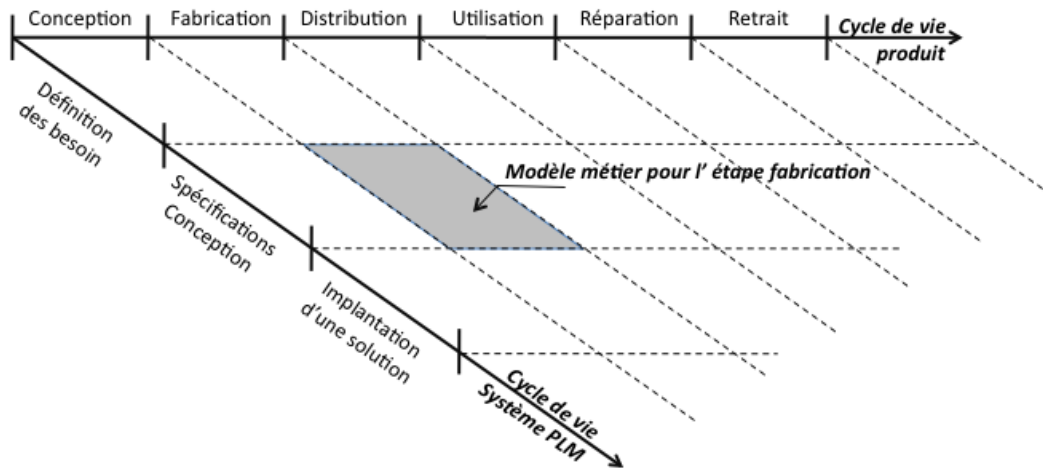 Conception
Fabrication
Distribution
Utilisation
Réparation
Retrait
Cycle de vie
produit
Définition
des besoin
Modèle métier pour l' étape fabrication
Spécifications
Conception
Implantation
d'une solution
Cycle de vie
Système PLM